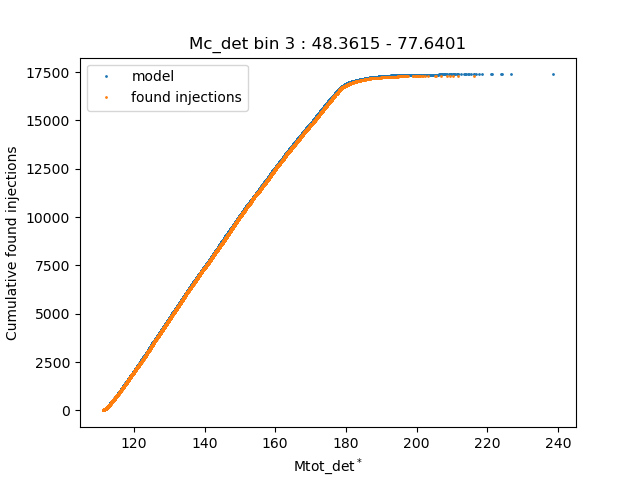 Mc_det bin 3 : 48.3615 - 77.6401
model
found injections
Cumulative found injections
17500
15000
12500
10000
7500
5000
2500
0
120 140 160 180 200 220 240
Mtot_det*